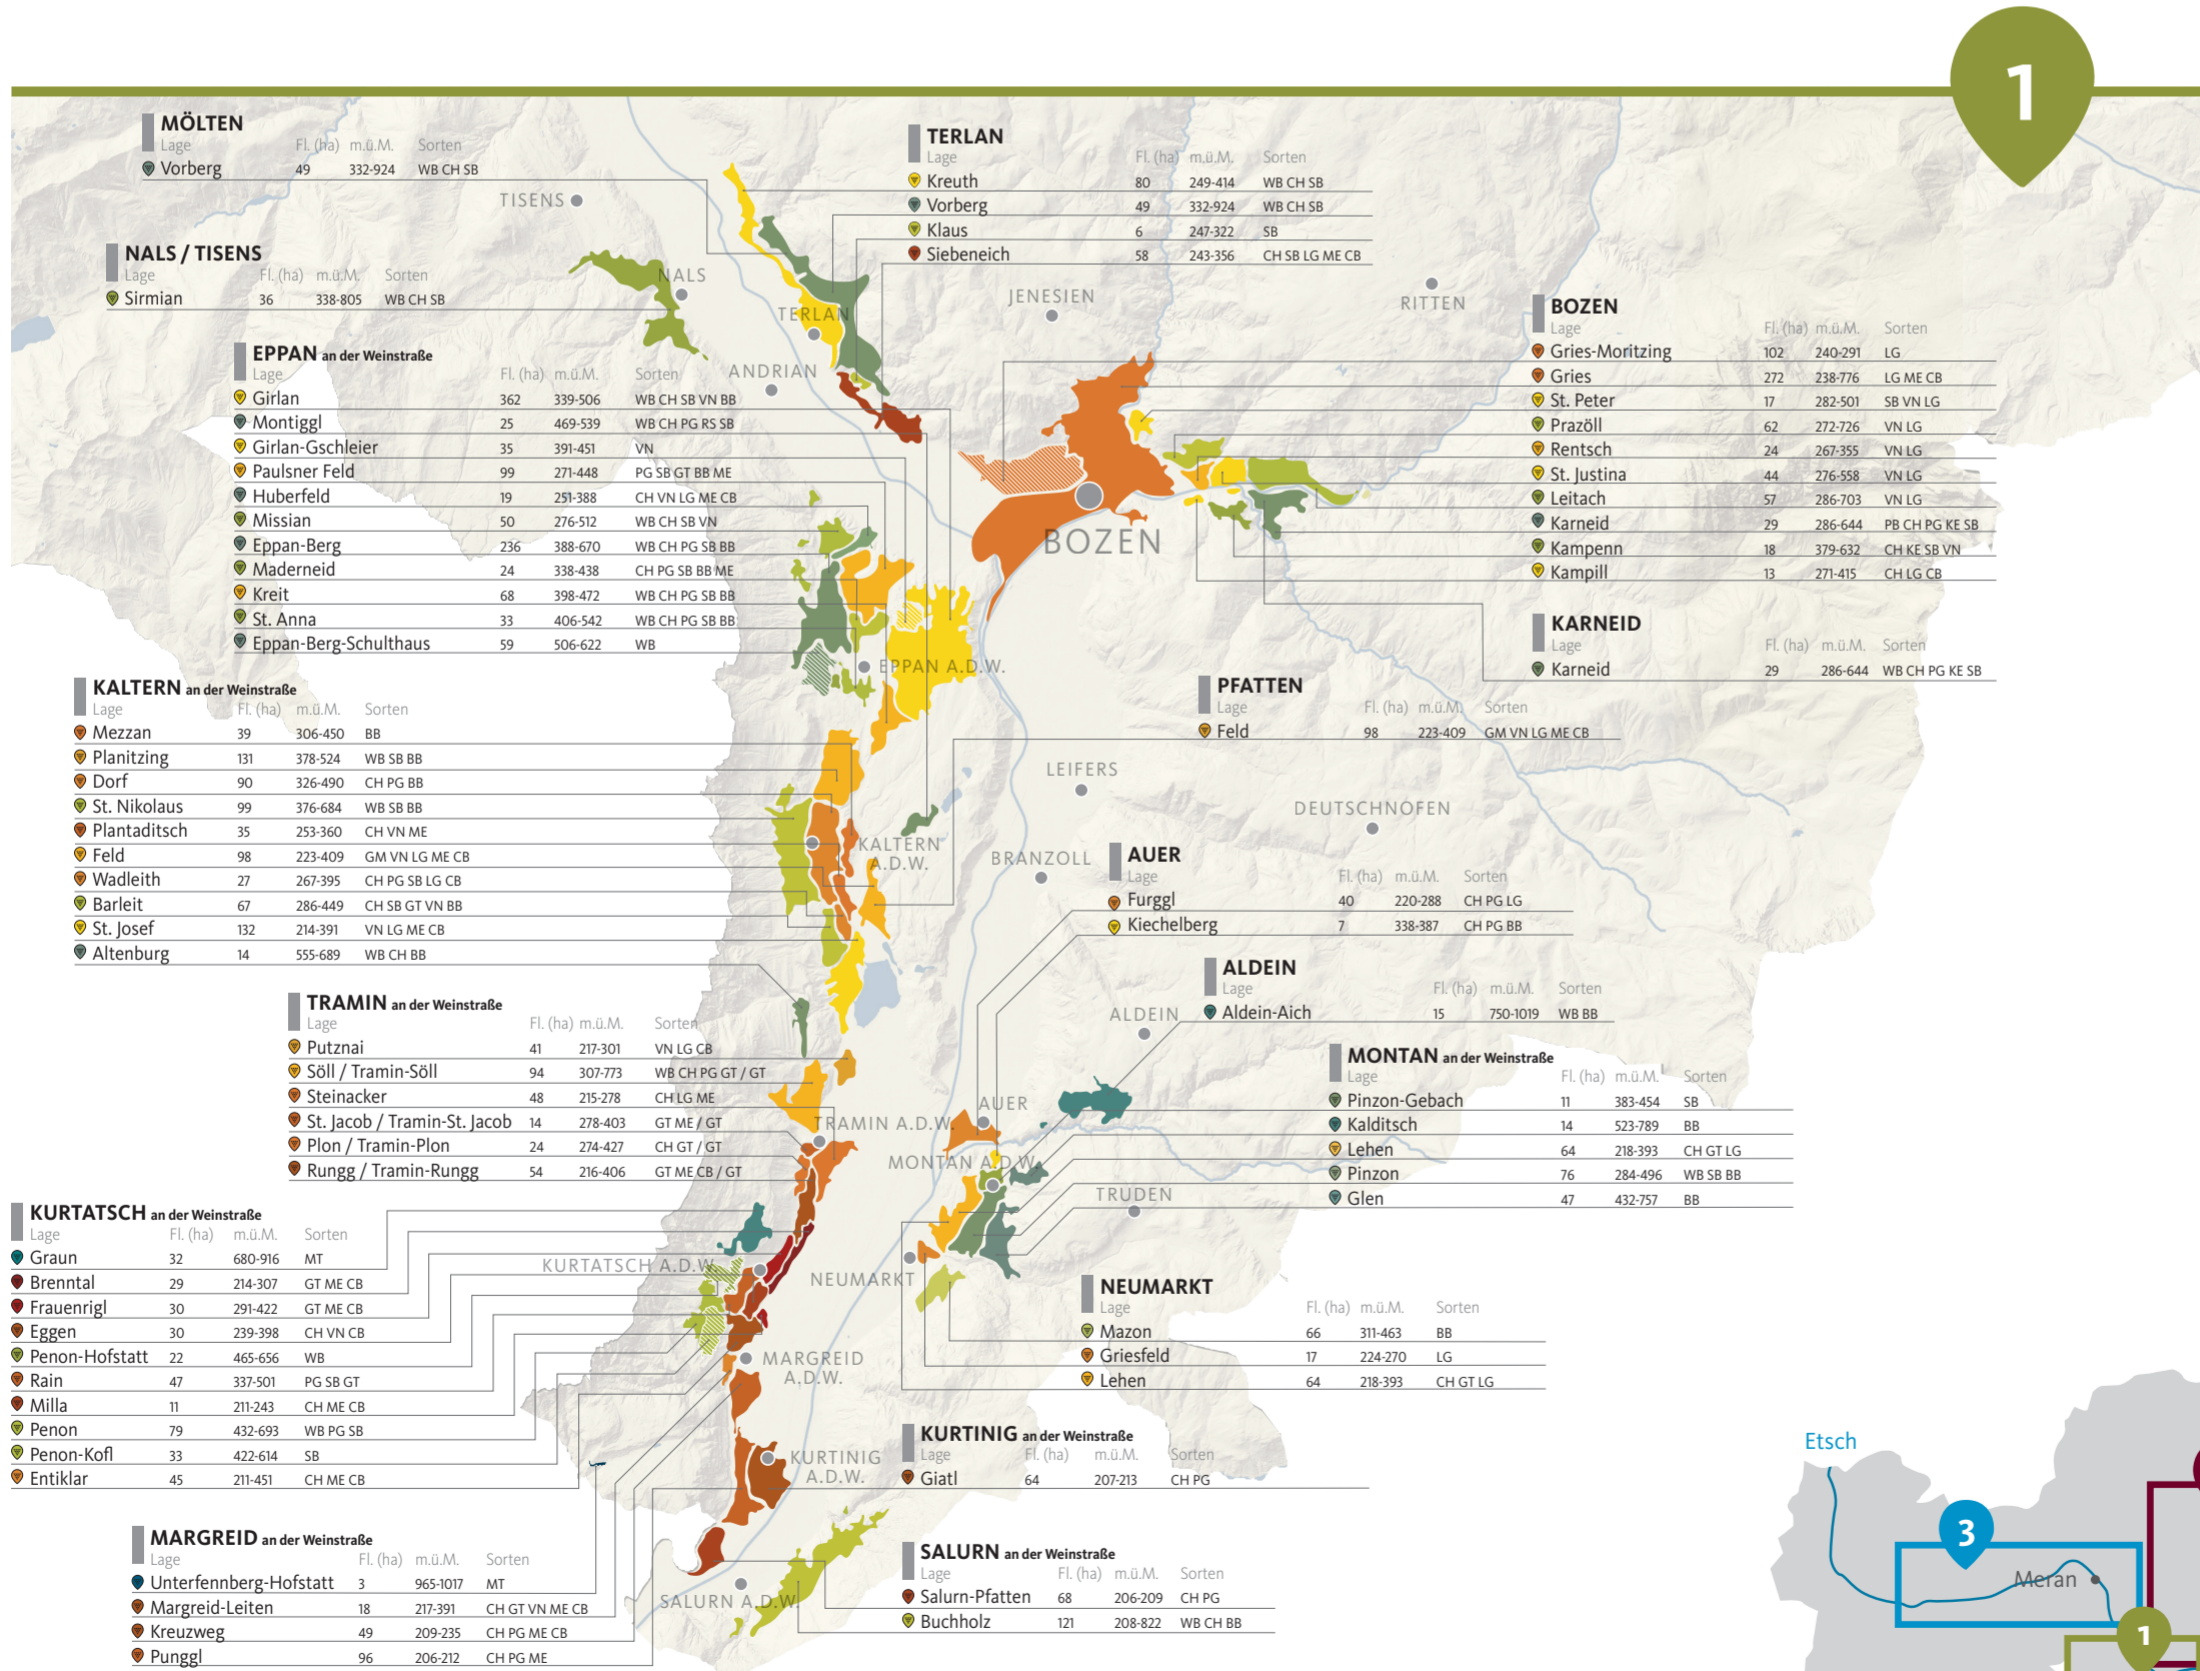 1
MÖLTEN
Lage Fl. (ha) m.ü.M. Sorten
Vorberg 49 332-924 WB CH SB
TISENS
NALS / TISENS
Lage Fl. (ha) m.ü.M. Sorten
Sirmian 36 338-805 WB CH SB
NALS
TERLAN
Lage Fl. (ha) m.ü.M. Sorten
Kreuth 80 249-414 WB CH SB
Vorberg 49 332-924 WB CH SB
Klaus 6 247-322 SB
Siebeneich 58 243-356 CH SB LG ME CB
TERLAN
JENESIEN
RITTEN
ANDRIAN
EPPAN an der Weinstraße
Lage Fl. (ha) m.ü.M. Sorten
Girlan 362 339-506 WB CH SB VN BB
Montiggl 25 469-539 WB CH PG RS SB
Girlan-Gschleier 35 391-451 VN
Paulsner Feld 99 271-448 PG SB GT BB ME
Huberfeld 19 251-388 CH VN LG ME CB
Missian 50 276-512 WB CH SB VN
Eppan-Berg 236 388-670 WB CH PG SB BB
Maderneid 24 338-438 CH PG SB BB ME
Kreit 68 398-472 WB CH PG SB BB
St. Anna 33 406-542 WB CH PG SB BB
Eppan-Berg-Schulthaus 59 506-622 WB
BOZEN
Lage Fl. (ha) m.ü.M. Sorten
Gries-Moritzing 102 240-291 LG
Gries 272 238-776 LG ME CB
St. Peter 17 282-501 SB VN LG
Prazöll 62 272-726 VN LG
Rentsch 24 267-355 VN LG
St. Justina 44 276-558 VN LG
Leitach 57 286-703 VN LG
Karneid 29 286-644 PB CH PG KE SB
Kampenn 18 379-632 CH KE SB VN
Kampill 13 271-415 CH LG CB
BOZEN
KARNEID
Lage Fl. (ha) m.ü.M. Sorten
Karneid 29 286-644 WB CH PG KE SB
EPPAN A.D.W.
PFATTEN
Lage Fl. (ha) m.ü.M. Sorten
Feld 98 223-409 GM VN LG ME CB
KALTERN an der Weinstraße
Lage Fl. (ha) m.ü.M. Sorten
Mezzan 39 306-450 BB
Planitzing 131 378-524 WB SB BB
Dorf 90 326-490 CH PG BB
St. Nikolaus 99 376-684 WB SB BB
Plantaditsch 35 253-360 CH VN ME
Feld 98 223-409 GM VN LG ME CB
Wadleith 27 267-395 CH PG SB LG CB
Barleit 67 286-449 CH SB GT VN BB
St. Josef 132 214-391 VN LG ME CB
Altenburg 14 555-689 WB CH BB
LEIFERS
DEUTSCHNOFEN
KALTERN
A.D.W.
BRANZOLL
AUER
Lage Fl. (ha) m.ü.M. Sorten
Furggl 40 220-288 CH PG LG
Kiechelberg 7 338-387 CH PG BB
ALDEIN
Lage Fl. (ha) m.ü.M. Sorten
Aldein-Aich 15 750-1019 WB BB
ALDEIN
TRAMIN an der Weinstraße
Lage Fl. (ha) m.ü.M. Sorten
Putznai 41 217-301 VN LG CB
Söll / Tramin-Söll 94 307-773 WB CH PG GT / GT
Steinacker 48 215-278 CH LG ME
St. Jacob / Tramin-St. Jacob 14 278-403 GT ME / GT
Plon / Tramin-Plon 24 274-427 CH GT / GT
Rungg / Tramin-Rungg 54 216-406 GT ME CB / GT
MONTAN an der Weinstraße
Lage Fl. (ha) m.ü.M. Sorten
Pinzon-Gebach 11 383-454 SB
Kalditsch 14 523-789 BB
Lehen 64 218-393 CH GT LG
Pinzon 76 284-496 WB SB BB
Glen 47 432-757 BB
AUER
TRAMIN A.D.W.
MONTAN A.D.W.
TRUDEN
KURTATSCH an der Weinstraße
Lage Fl. (ha) m.ü.M. Sorten
Graun 32 680-916 MT
Brenntal 29 214-307 GT ME CB
Frauenrigl 30 291-422 GT ME CB
Eggen 30 239-398 CH VN CB
Penon-Hofstatt 22 465-656 WB
Rain 47 337-501 PG SB GT
Milla 11 211-243 CH ME CB
Penon 79 432-693 WB PG SB
Penon-Kofl 33 422-614 SB
Entiklar 45 211-451 CH ME CB
KURTATSCH A.D.W.
NEUMARKT
NEUMARKT
Lage Fl. (ha) m.ü.M. Sorten
Mazon 66 311-463 BB
Griesfeld 17 224-270 LG
Lehen 64 218-393 CH GT LG
MARGREID
A.D.W.
KURTINIG
A.D.W.
KURTINIG an der Weinstraße
Lage Fl. (ha) m.ü.M. Sorten
Giatl 64 207-213 CH PG
MARGREID an der Weinstraße
Lage Fl. (ha) m.ü.M. Sorten
Unterfennberg-Hofstatt 3 965-1017 MT
Margreid-Leiten 18 217-391 CH GT VN ME CB
Kreuzweg 49 209-235 CH PG ME CB
Punggl 96 206-212 CH PG ME
SALURN A.D.W.
SALURN an der Weinstraße
Lage Fl. (ha) m.ü.M. Sorten
Salurn-Pfatten 68 206-209 CH PG
Buchholz 121 208-822 WB CH BB
Etsch
3
Meran
1